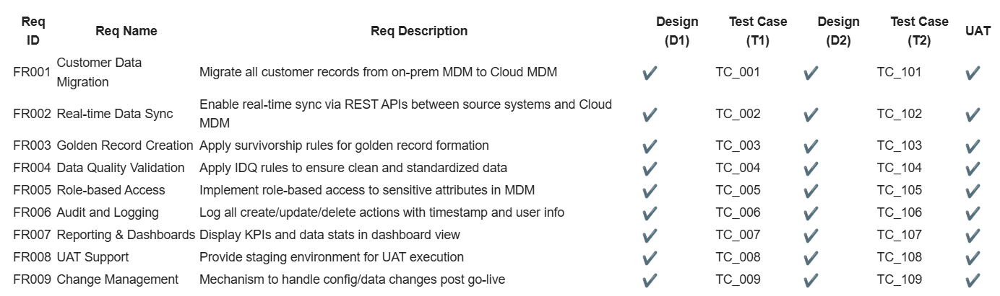 Req ID Req Name Req Description Design (D1) Test Case (T1) Design (D2) Test Case (T2) UAT
FR001 Customer Data Migration Migrate all customer records from on-prem MDM to Cloud MDM ✔ TC_001 ✔ TC_101 ✔
FR002 Real-time Data Sync Enable real-time sync via REST APIs between source systems and Cloud MDM ✔ TC_002 ✔ TC_102 ✔
FR003 Golden Record Creation Apply survivorship rules for golden record formation ✔ TC_003 ✔ TC_103 ✔
FR004 Data Quality Validation Apply IDQ rules to ensure clean and standardized data ✔ TC_004 ✔ TC_104 ✔
FR005 Role-based Access Implement role-based access to sensitive attributes in MDM ✔ TC_005 ✔ TC_105 ✔
FR006 Audit and Logging Log all create/update/delete actions with timestamp and user info ✔ TC_006 ✔ TC_106 ✔
FR007 Reporting & Dashboards Display KPIs and data stats in dashboard view ✔ TC_007 ✔ TC_107 ✔
FR008 UAT Support Provide staging environment for UAT execution ✔ TC_008 ✔ TC_108 ✔
FR009 Change Management Mechanism to handle config/data changes post go-live ✔ TC_009 ✔ TC_109 ✔